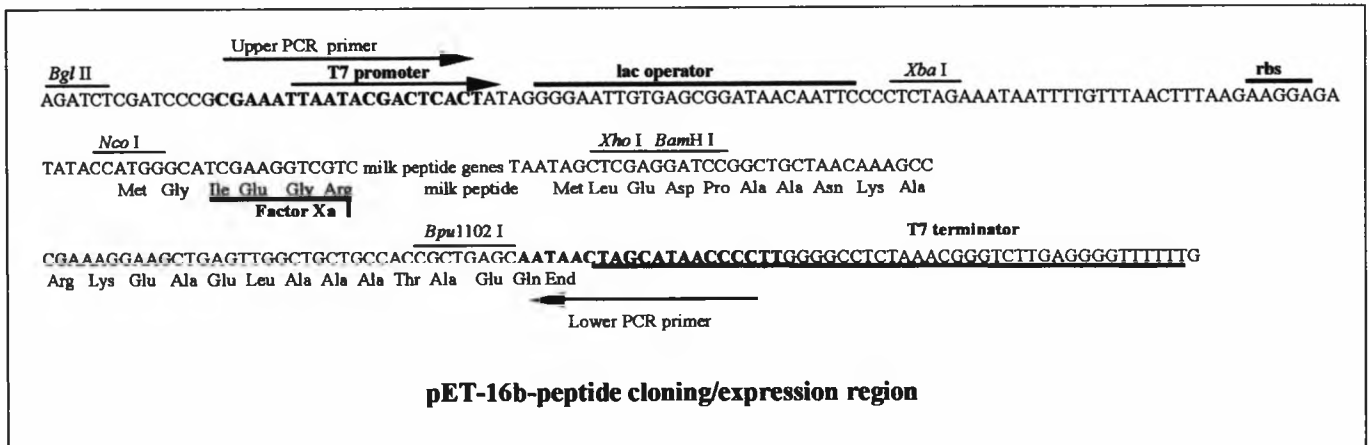 Upper PCR primer
Bgl II T7 promoter lac operator Xba I rbs
AGATCTCGATCCCGCGAAATTAATACGACTCACTATAGGGGAATTGTGAGCGGATAACAATTCCCCTCTAGAAATAATTTTGTTTAACTTTAAGAAGGAGA
Nco I Xho I BamH I
TATACCATGGGCATCGAAGGTCGTC milk peptide genes TAATAGCTCGAGGATCCGGCTGCTAACAAAGCC
Met Gly Ile Glu Gly Arg milk peptide Met Leu Glu Asp Pro Ala Ala Asn Lys Ala
Factor Xa
Bpu1102 I T7 terminator
CGAAAGGAAGCTGAGTTGGCTGCTGCCACCGCTGAGCAATAACTAGCATAACCCCTTGGGGCCTCTAAACGGGTCTTGAGGGGTTTTTTG
Arg Lys Glu Ala Glu Leu Ala Ala Ala Thr Ala Glu Gln End
Lower PCR primer
pET-16b-peptide cloning/expression region